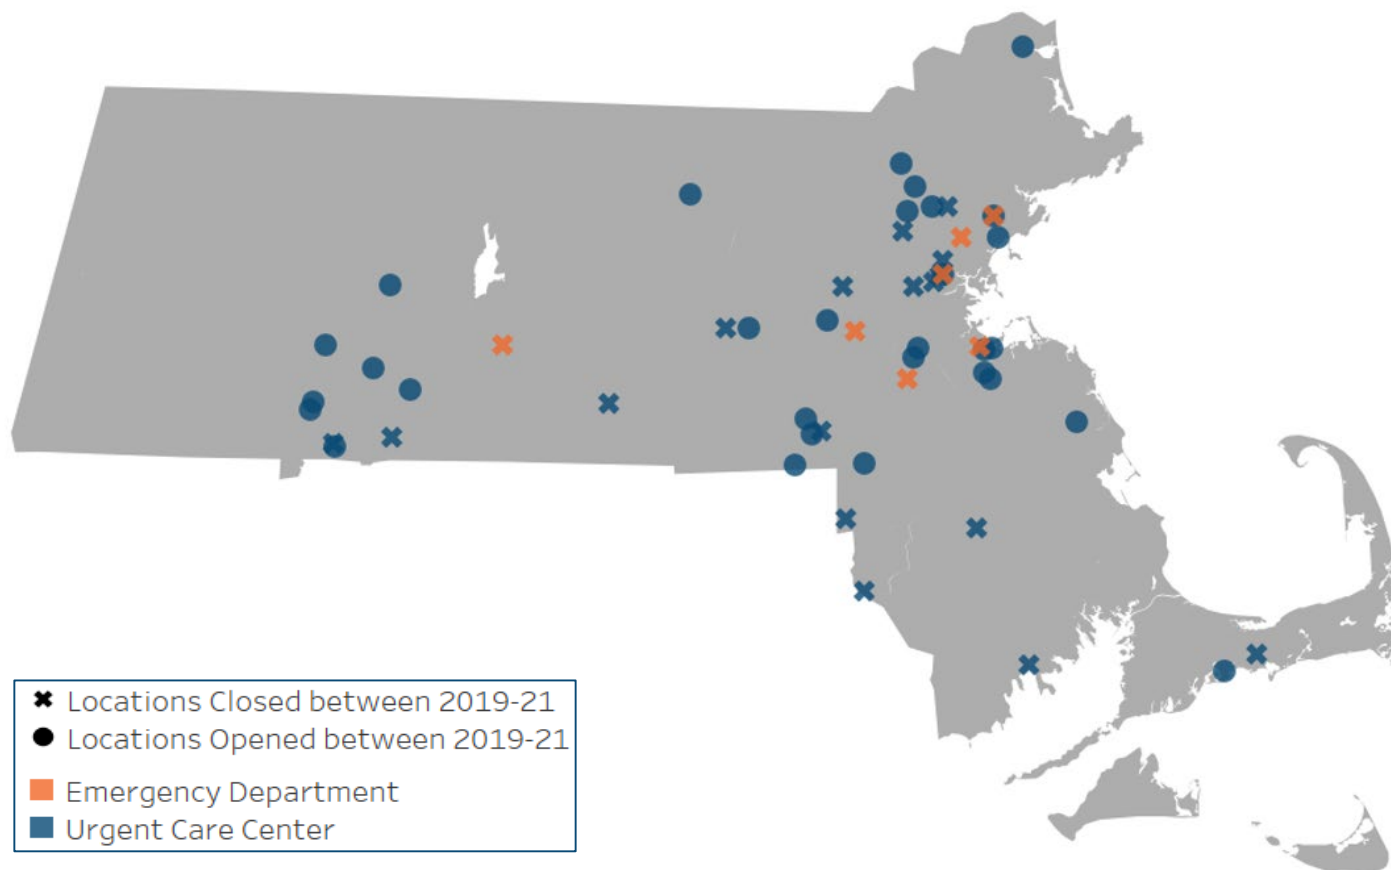 Locations Closed between 2019-21
Locations Opened between 2019-21
Emergency Department
Urgent Care Center